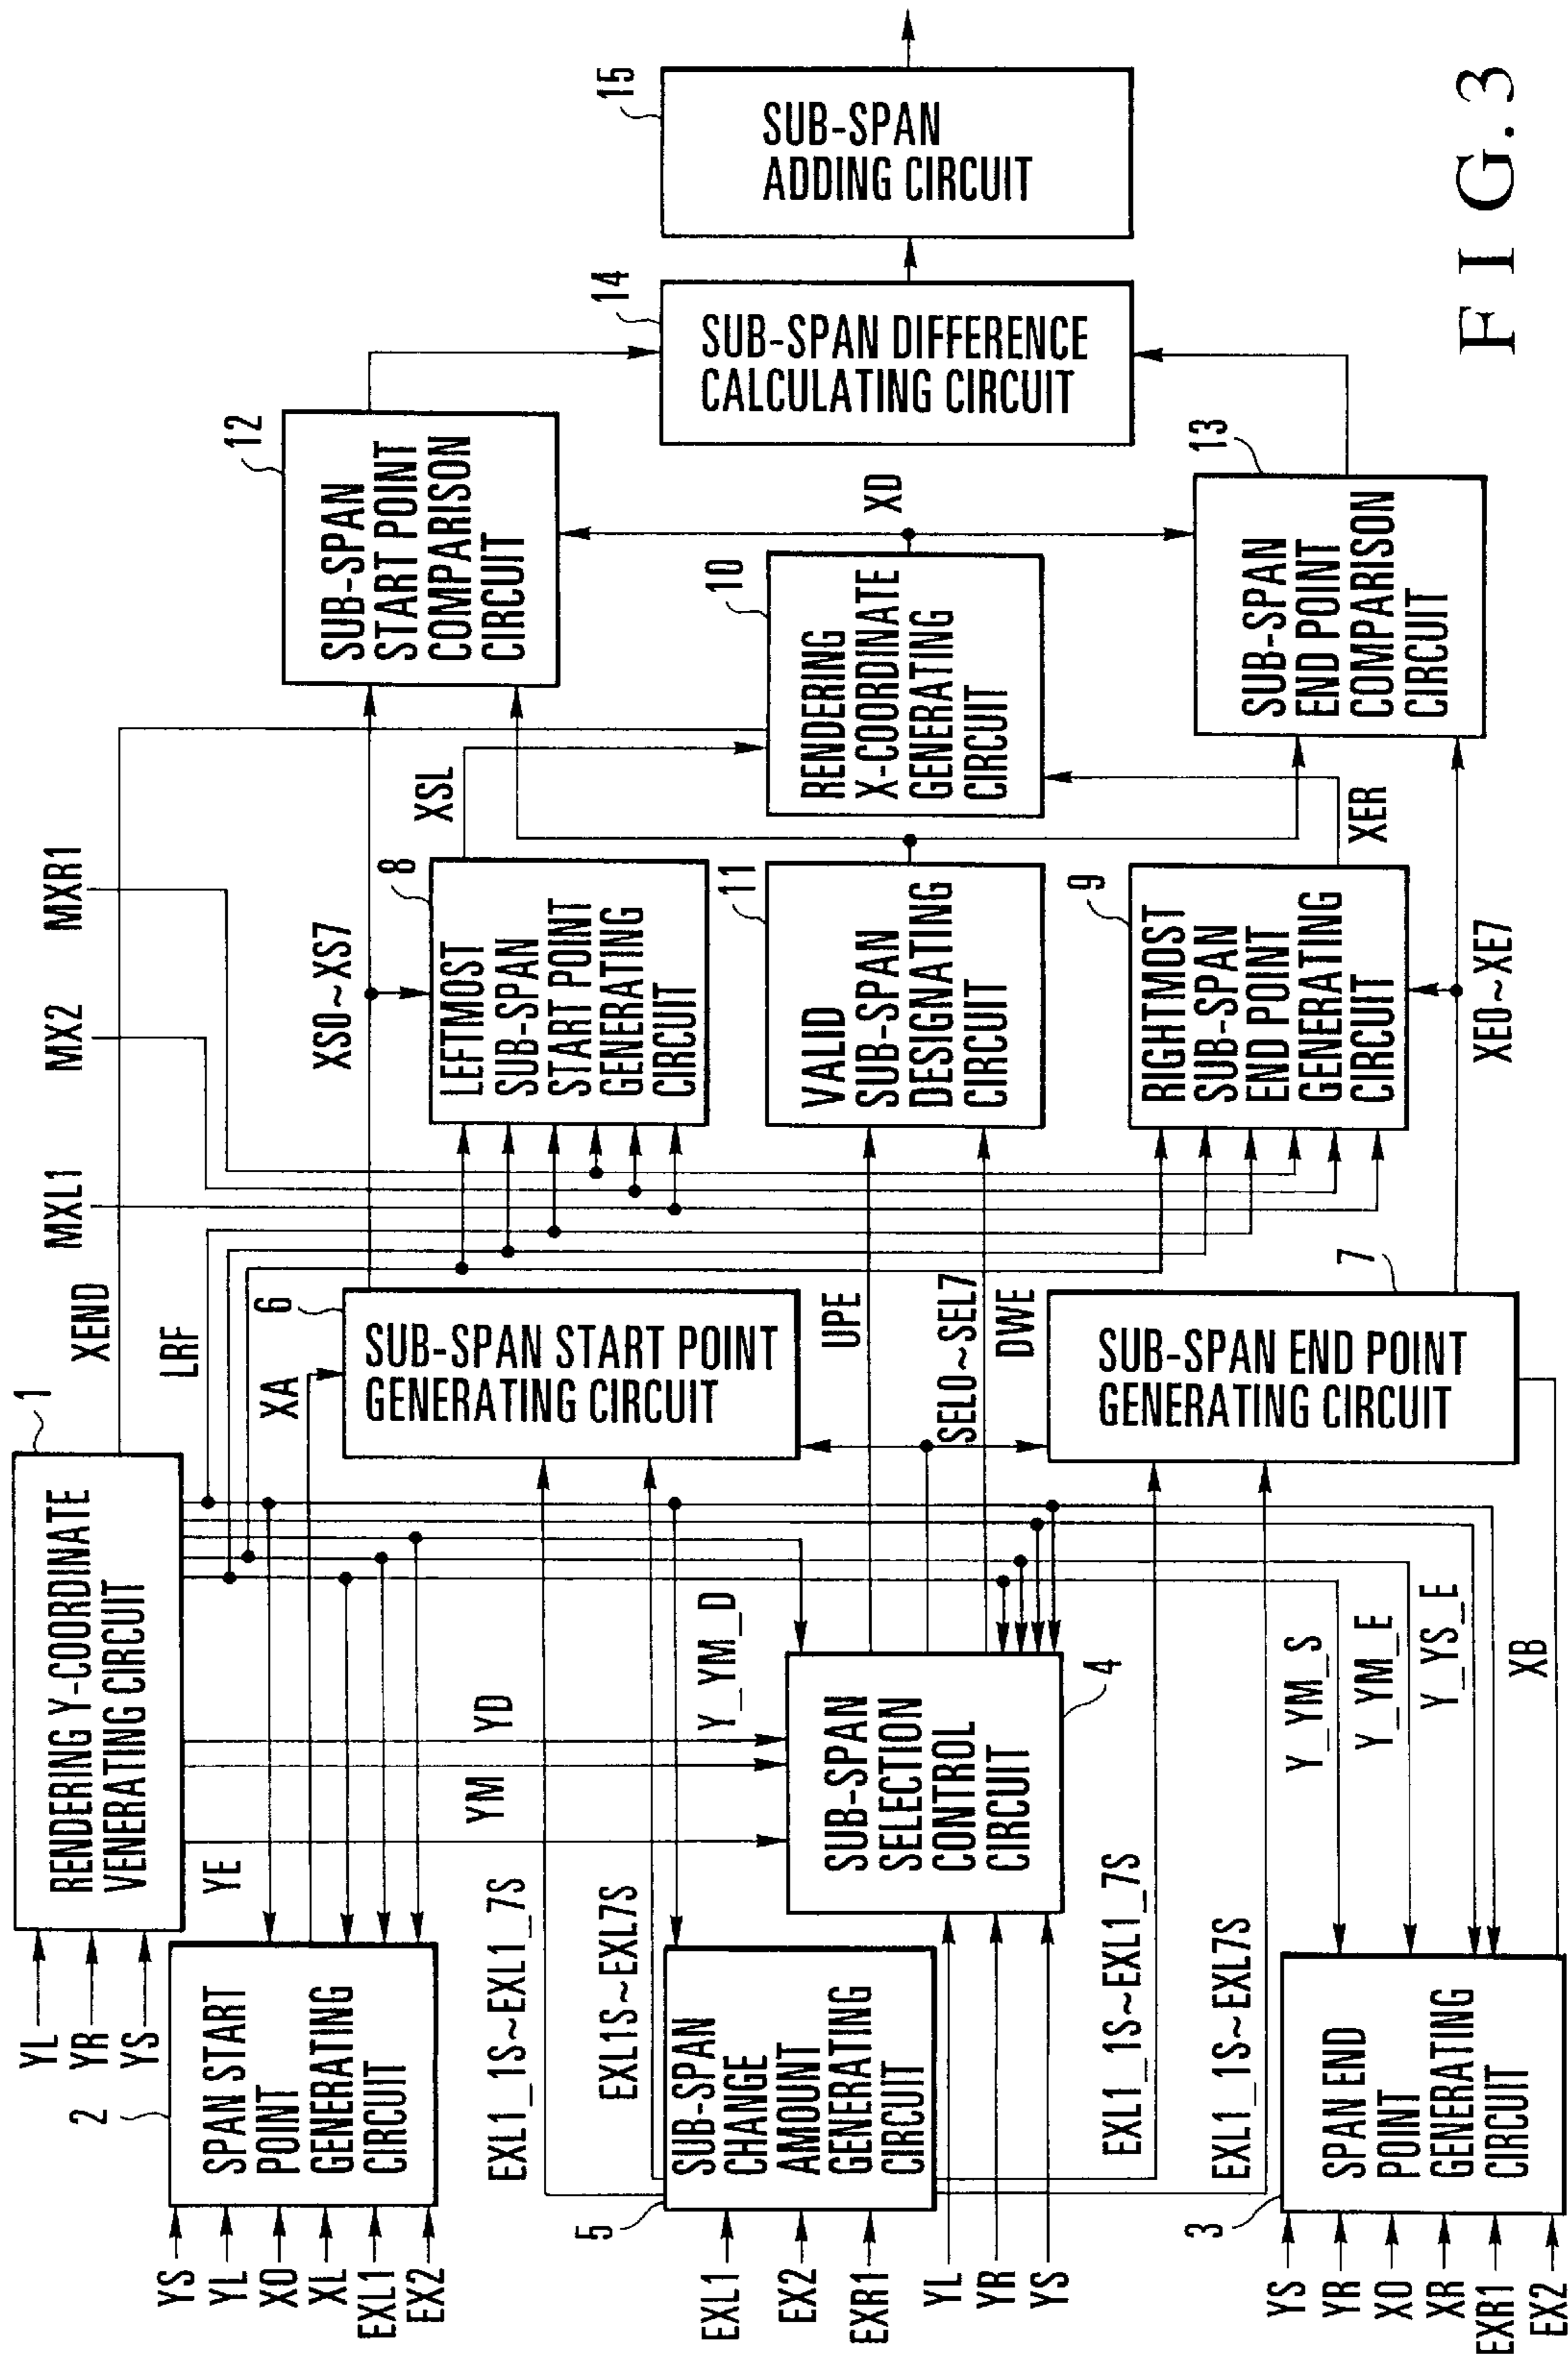 YL
YR
YS
1
RENDERING Y-COORDINATE
VENERATING CIRCUIT
XEND
LRF
MXL1
MX2
MXR1
2
YS
YL
X0
XL
EXL1
EX2
SPAN START
POINT
GENERATING
CIRCUIT
YE
XA
6
SUB-SPAN START POINT
GENERATING CIRCUIT
XS0~XS7
8
LEFTMOST
SUB-SPAN
START POINT
GENERATING
CIRCUIT
XSL
12
SUB-SPAN
START POINT
COMPARISON
CIRCUIT
EXL1_1S~EXL1_7S
YM
YD
EXL1S~EXL7S
Y_YM_D
5
EXL1
EX2
EXR1
SUB-SPAN
CHANGE
AMOUNT
GENERATING
CIRCUIT
YL
YR
YS
4
SUB-SPAN
SELECTION
CONTROL
CIRCUIT
UPE
SEL0~SEL7
DWE
11
VALID
SUB-SPAN
DESIGNATING
CIRCUIT
10
RENDERING
X-COORDINATE
GENERATING
CIRCUIT
XD
14
SUB-SPAN DIFFERENCE
CALCULATING CIRCUIT
15
SUB-SPAN
ADDING CIRCUIT
EXL1_1S~EXL1_7S
EXL1_1S~EXL7S
7
SUB-SPAN END POINT
GENERATING CIRCUIT
9
RIGHTMOST
SUB-SPAN
END POINT
GENERATING
CIRCUIT
XER
XE0~XE7
13
SUB-SPAN
END POINT
COMPARISON
CIRCUIT
3
YS
YR
X0
XR
EXR1
EX2
SPAN END
POINT
GENERATING
CIRCUIT
Y_YM_S
Y_YM_E
Y_YS_E
XB
FIG.3